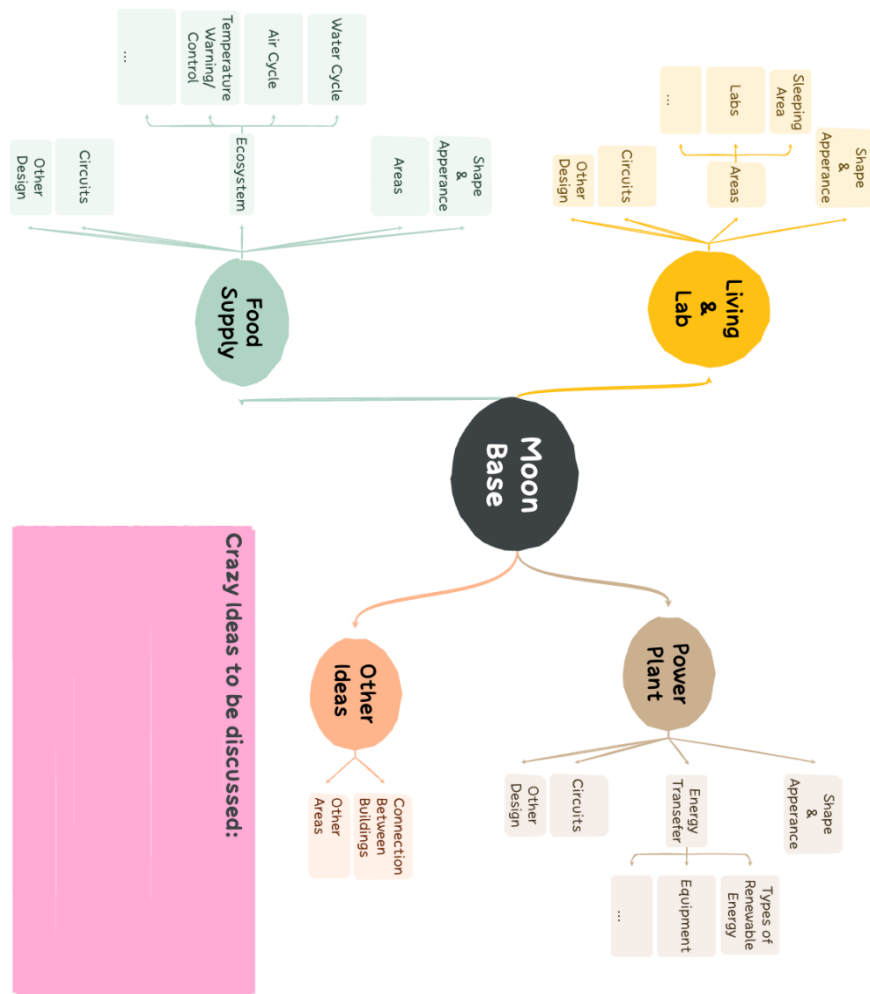 Water Cycle
Air Cycle
Temperature
Warning/
Control
...
Ecosystem
Shape
&
Apperance
Areas
Circuits
Other
Design
Food
Supply
Sleeping
Area
Labs
...
Shape
&
Apperance
Areas
Circuits
Other
Design
Living
&
Lab
Moon
Base
Power
Plant
Shape
&
Apperance
Energy
Transefer
Circuits
Other
Design
Types of
Renewable
Energy
Equipment
...
Other
Ideas
Connection
Between
Buildings
Other
Areas
Crazy Ideas to be discussed: